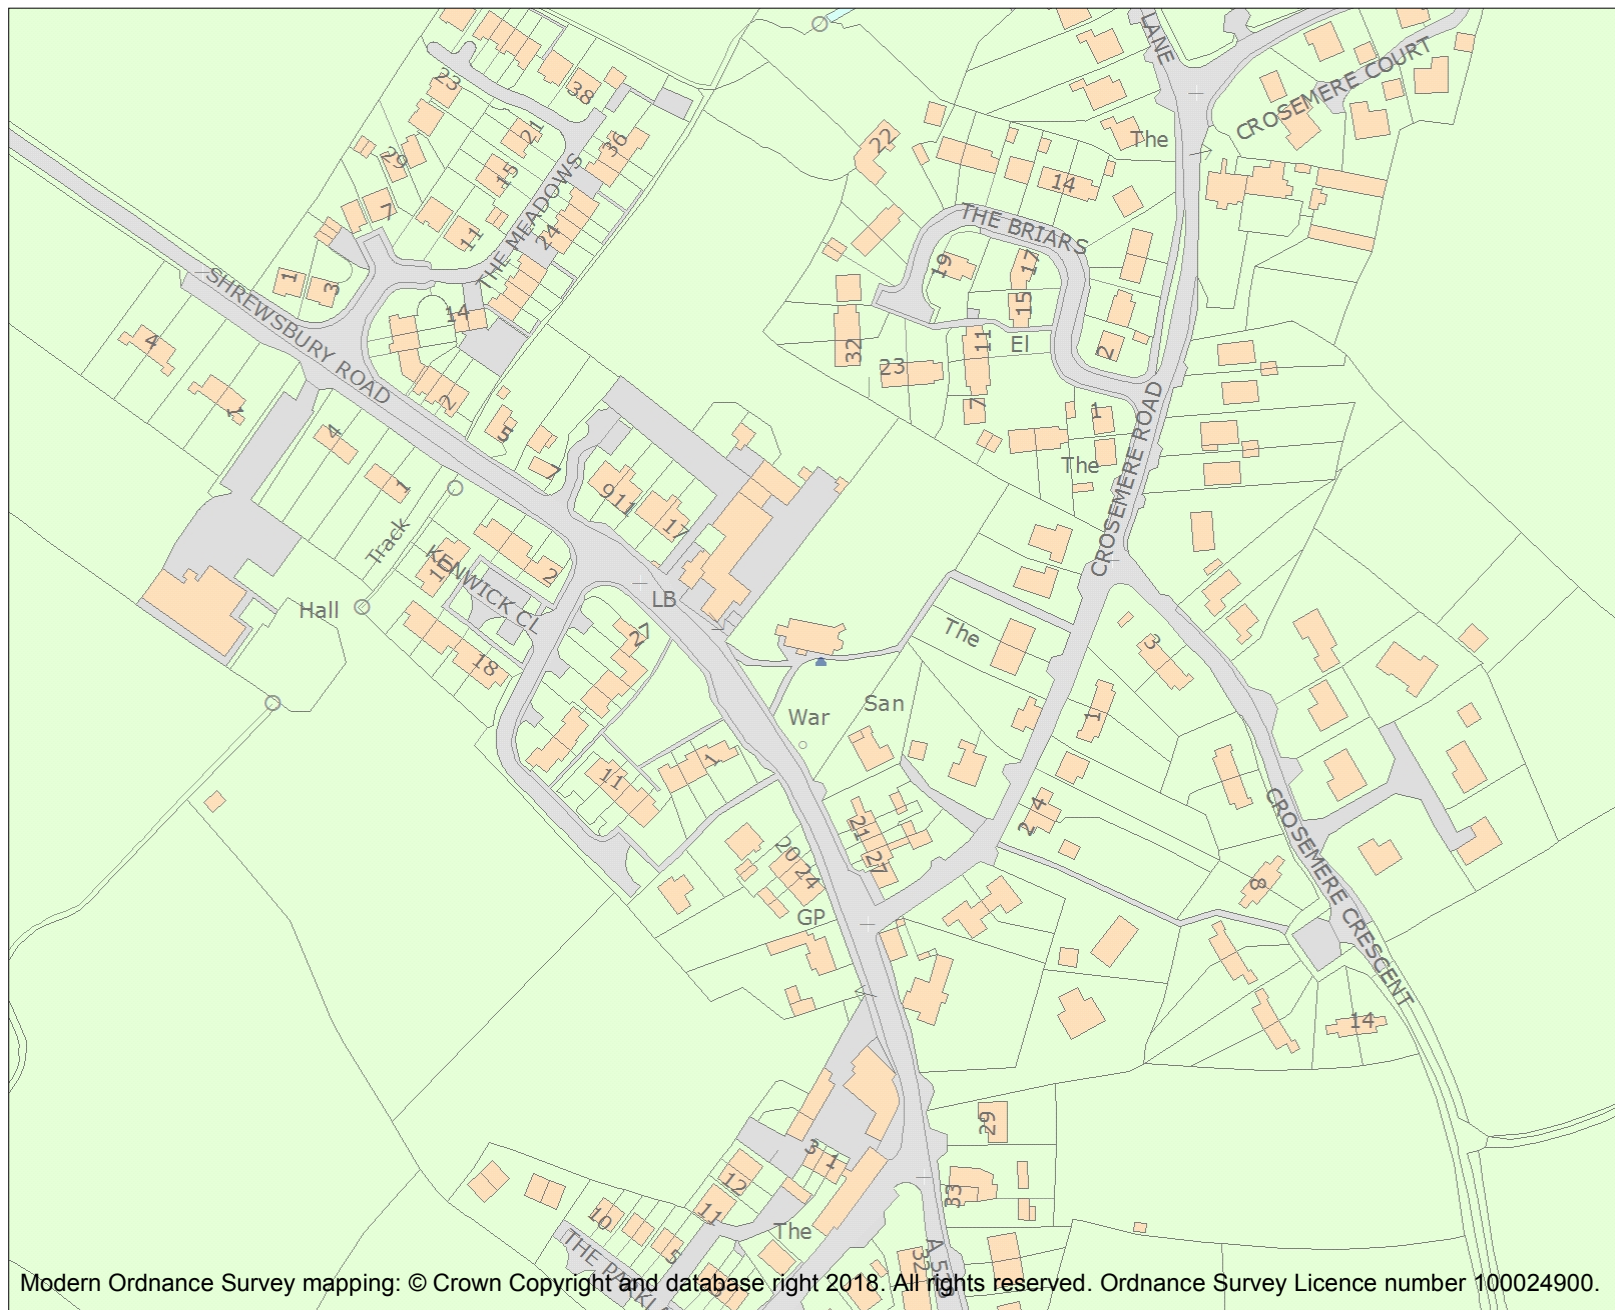 LANE
CROSEMERE COURT
The
23
38
21
36
29
15
7
11
THE MEADOWS
24
1
3
14
22
14
THE BRIARS
19
17
15
11
El
2
32
23
7
1
The
SHREWSBURY ROAD
4
2
5
7
4
1
9 11
17
Track
CROSEMERE ROAD
KENWICK CL
2
LB
Hall
18
27
The
3
War
San
1
11
1
4
2
21
27
20
24
GP
8
CROSEMERE CRESCENT
14
29
33
3
1
12
11
10
5
The
THE PARKL
32
Modern Ordnance Survey mapping: © Crown Copyright and database right 2018. All rights reserved. Ordnance Survey Licence number 100024900.